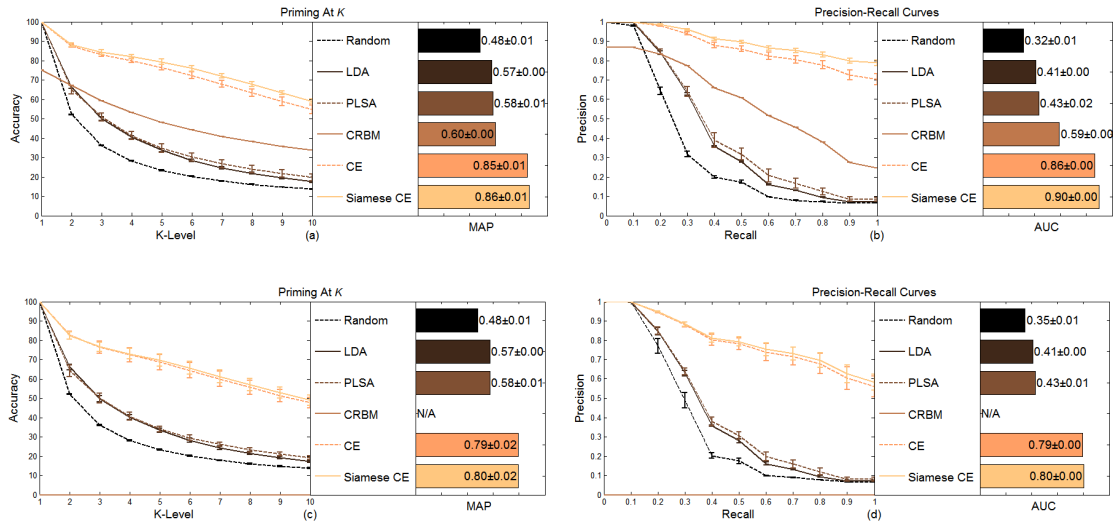 Priming At K
Accuracy
100
90
80
70
60
50
40
30
20
10
0
1 2 3 4 5 6 7 8 9 10
K-Level
(a)
Random
LDA
PLSA
CRBM
CE
Siamese CE
0.48±0.01
0.57±0.00
0.58±0.01
0.60±0.00
0.85±0.01
0.86±0.01
MAP
Precision-Recall Curves
Precision
1
0.9
0.8
0.7
0.6
0.5
0.4
0.3
0.2
0.1
0
0 0.1 0.2 0.3 0.4 0.5 0.6 0.7 0.8 0.9 1
Recall
(b)
Random
LDA
PLSA
CRBM
CE
Siamese CE
0.32±0.01
0.41±0.00
0.43±0.02
0.59±0.00
0.86±0.00
0.90±0.00
AUC
Priming At K
Accuracy
100
90
80
70
60
50
40
30
20
10
0
1 2 3 4 5 6 7 8 9 10
K-Level
(c)
Random
LDA
PLSA
CRBM
CE
Siamese CE
0.48±0.01
0.57±0.00
0.58±0.01
N/A
0.79±0.02
0.80±0.02
MAP
Precision-Recall Curves
Precision
1
0.9
0.8
0.7
0.6
0.5
0.4
0.3
0.2
0.1
0
0 0.1 0.2 0.3 0.4 0.5 0.6 0.7 0.8 0.9 1
Recall
(d)
Random
LDA
PLSA
CRBM
CE
Siamese CE
0.35±0.01
0.41±0.00
0.43±0.01
N/A
0.79±0.00
0.80±0.00
AUC